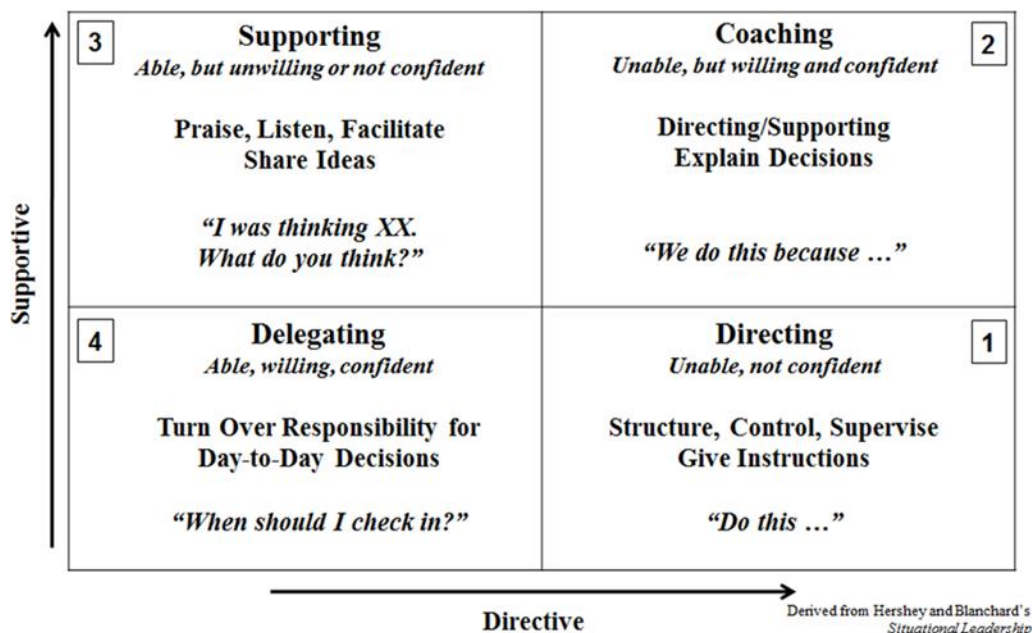 3
Supporting
Able, but unwilling or not confident
Praise, Listen, Facilitate
Share Ideas
“I was thinking XX.
What do you think?”
Coaching
2
Unable, but willing and confident
Directing/Supporting
Explain Decisions
“We do this because …”
4
Delegating
Able, willing, confident
Turn Over Responsibility for
Day-to-Day Decisions
“When should I check in?”
Directing
1
Unable, not confident
Structure, Control, Supervise
Give Instructions
“Do this …”
Supportive
Directive
Derived from Hershey and Blanchard’s
Situational Leadership